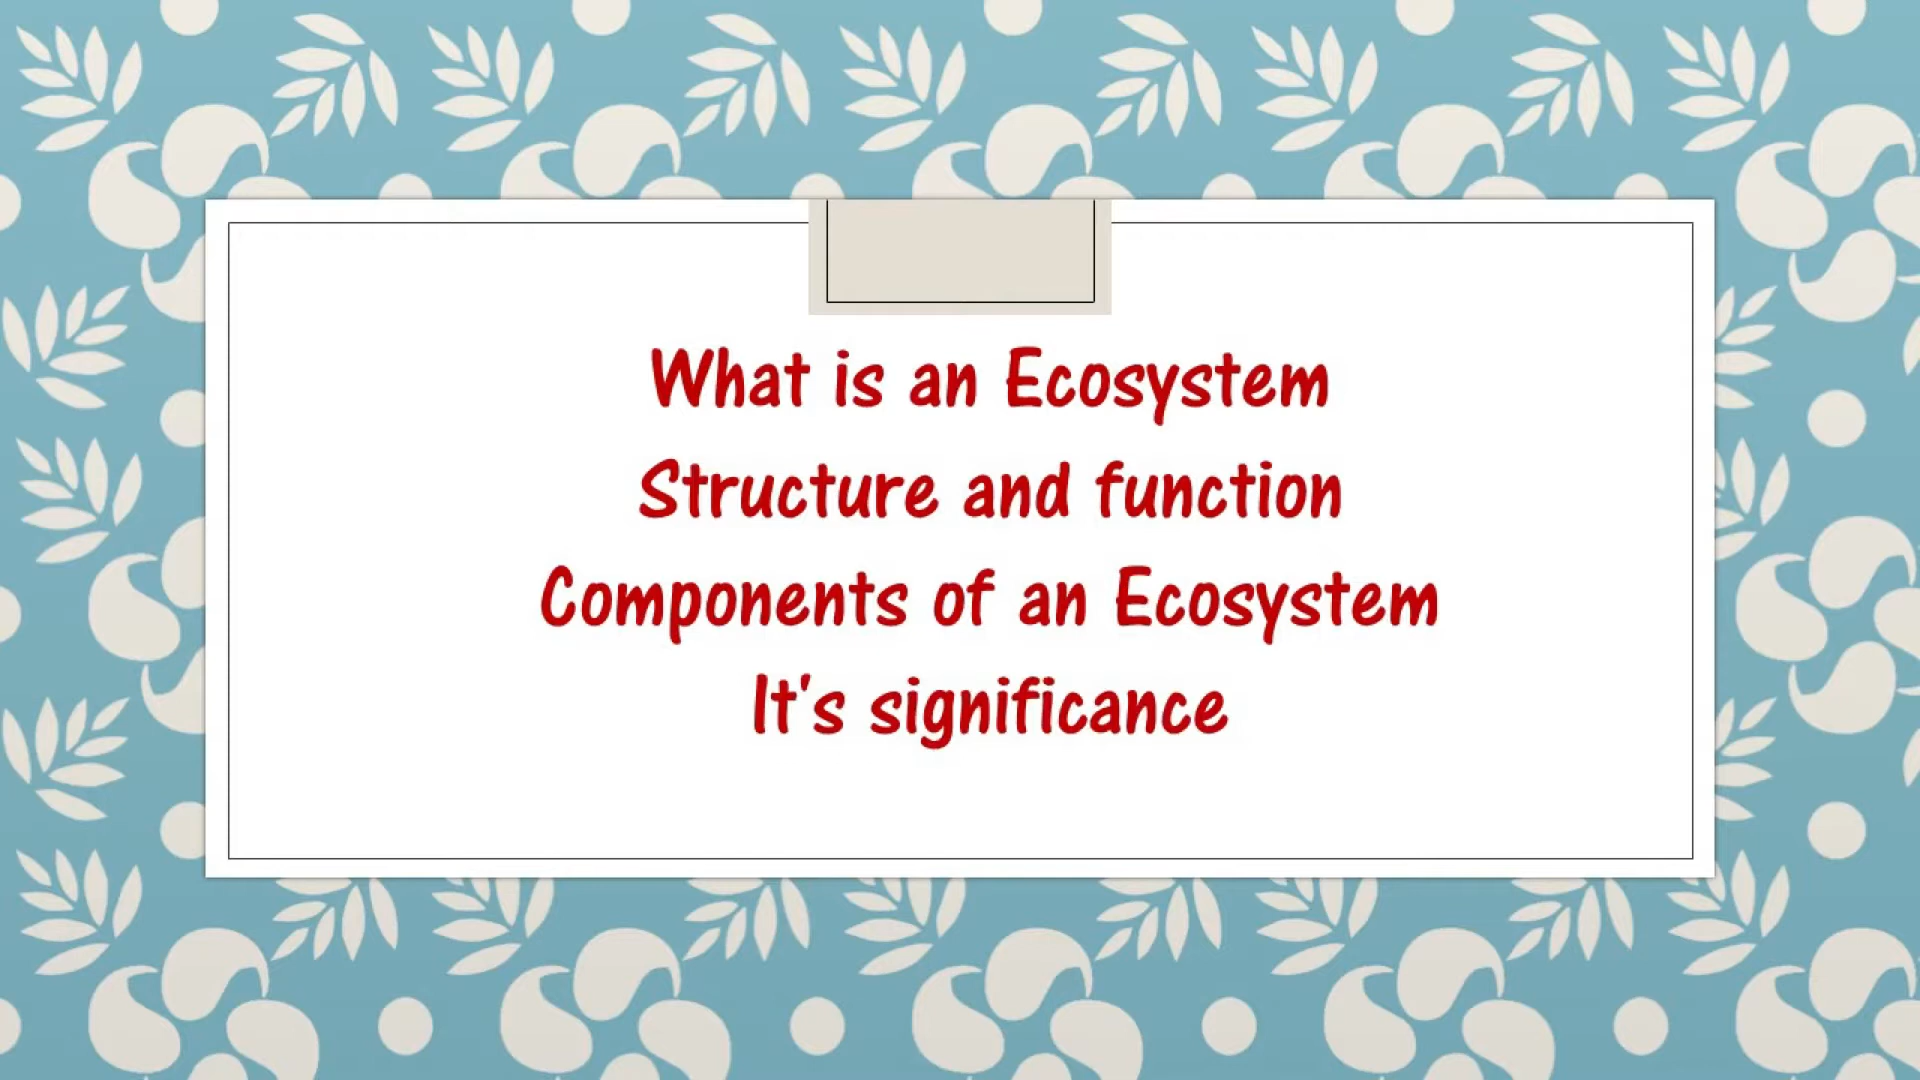 What is an Ecosystem
Structure and function
Components of an Ecosystem
It's significance